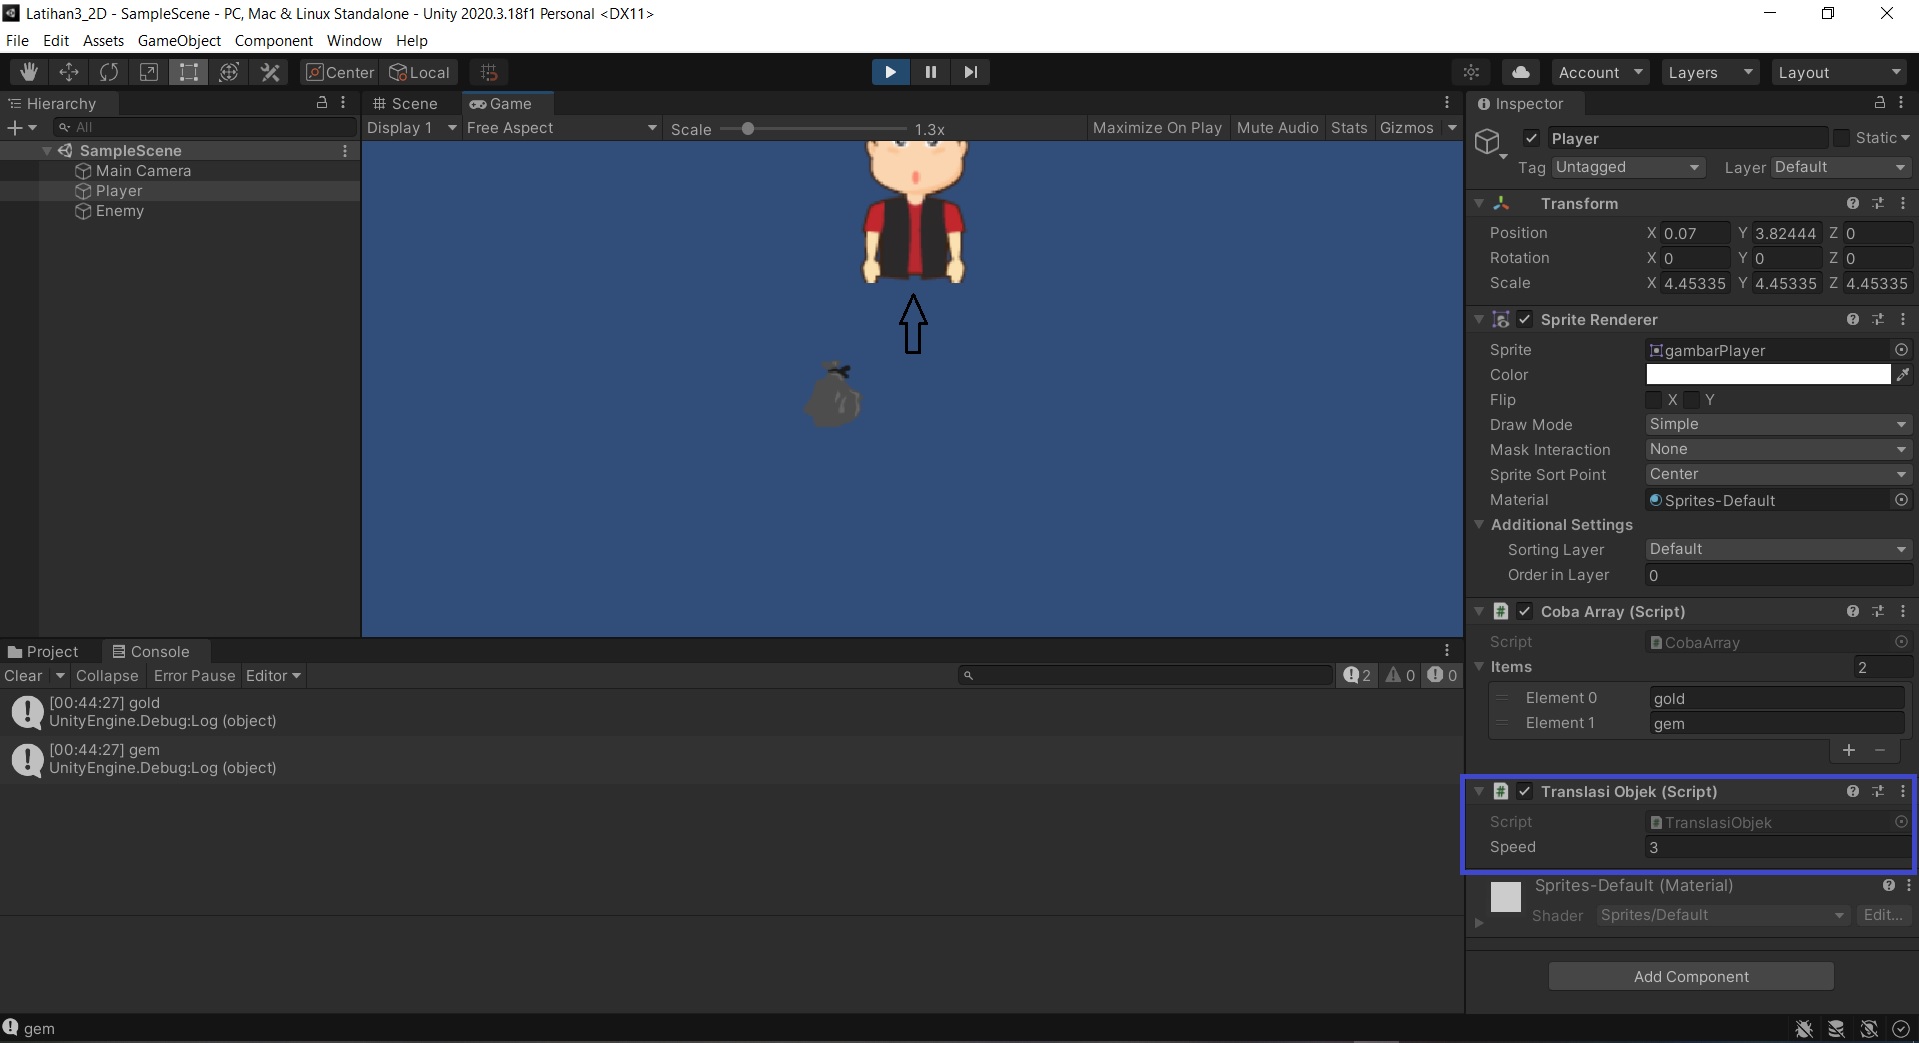 Latihan3_2D - SampleScene - PC, Mac & Linux Standalone - Unity 2020.3.18f1 Personal <DX11>
File Edit Assets GameObject Component Window Help
Center Local Account Layers Layout
Hierarchy
All
SampleScene
Main Camera
Player
Enemy
Scene Game
Display 1 Free Aspect Scale 1.3x Maximize On Play Mute Audio Stats Gizmos
Project Console
Clear Collapse Error Pause Editor 2 0 0
[00:44:27] gold
UnityEngine.Debug:Log (object)
[00:44:27] gem
UnityEngine.Debug:Log (object)
gem
Inspector
Player Static
Tag Untagged Layer Default
Transform
Position X 0.07 Y 3.82444 Z 0
Rotation X 0 Y 0 Z 0
Scale X 4.45335 Y 4.45335 Z 4.45335
Sprite Renderer
Sprite gambarPlayer
Color
Flip X Y
Draw Mode Simple
Mask Interaction None
Sprite Sort Point Center
Material Sprites-Default
Additional Settings
Sorting Layer Default
Order in Layer 0
Coba Array (Script)
Script CobaArray
Items 2
Element 0 gold
Element 1 gem
Translasi Objek (Script)
Script TranslasiObjek
Speed 3
Sprites-Default (Material)
Shader Sprites/Default Edit...
Add Component